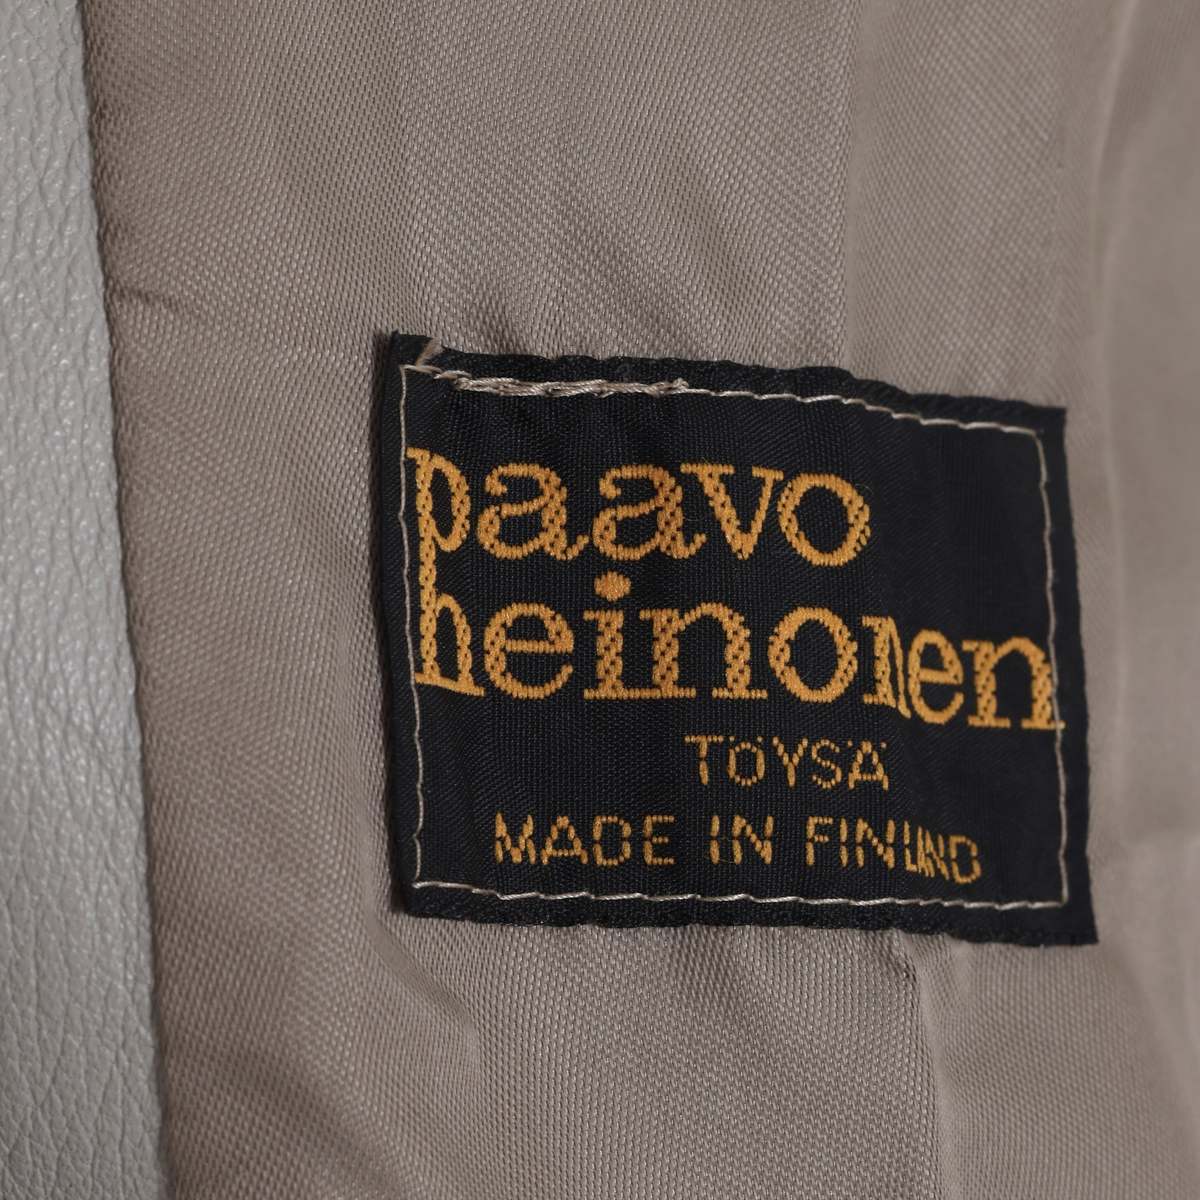 paavo
heinonen
TÖYSÄ
MADE IN FINLAND